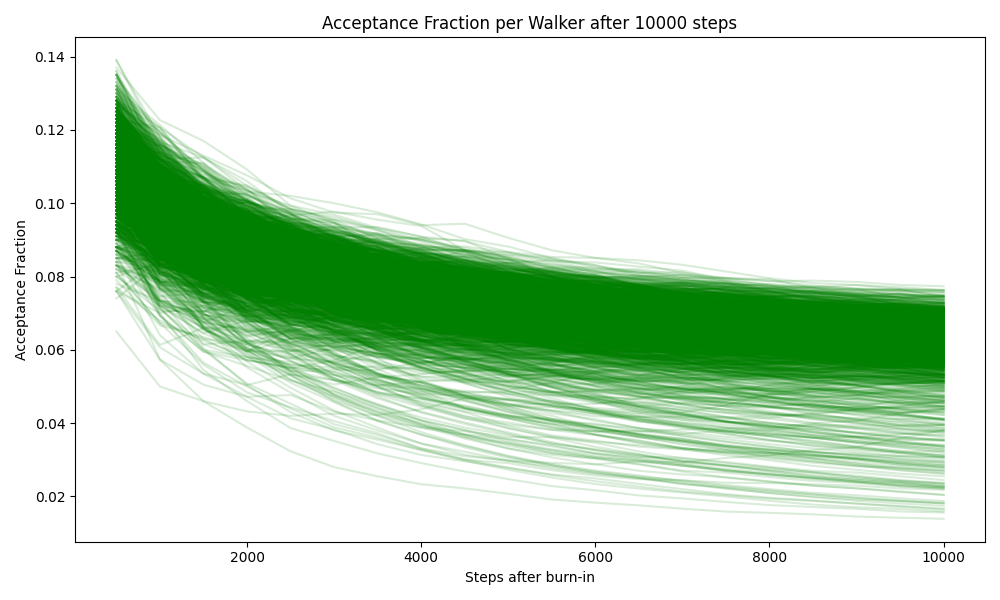 Acceptance Fraction per Walker after 10000 steps
0.14
0.12
0.10
0.08
0.06
0.04
0.02
Acceptance Fraction
2000 4000 6000 8000 10000
Steps after burn-in